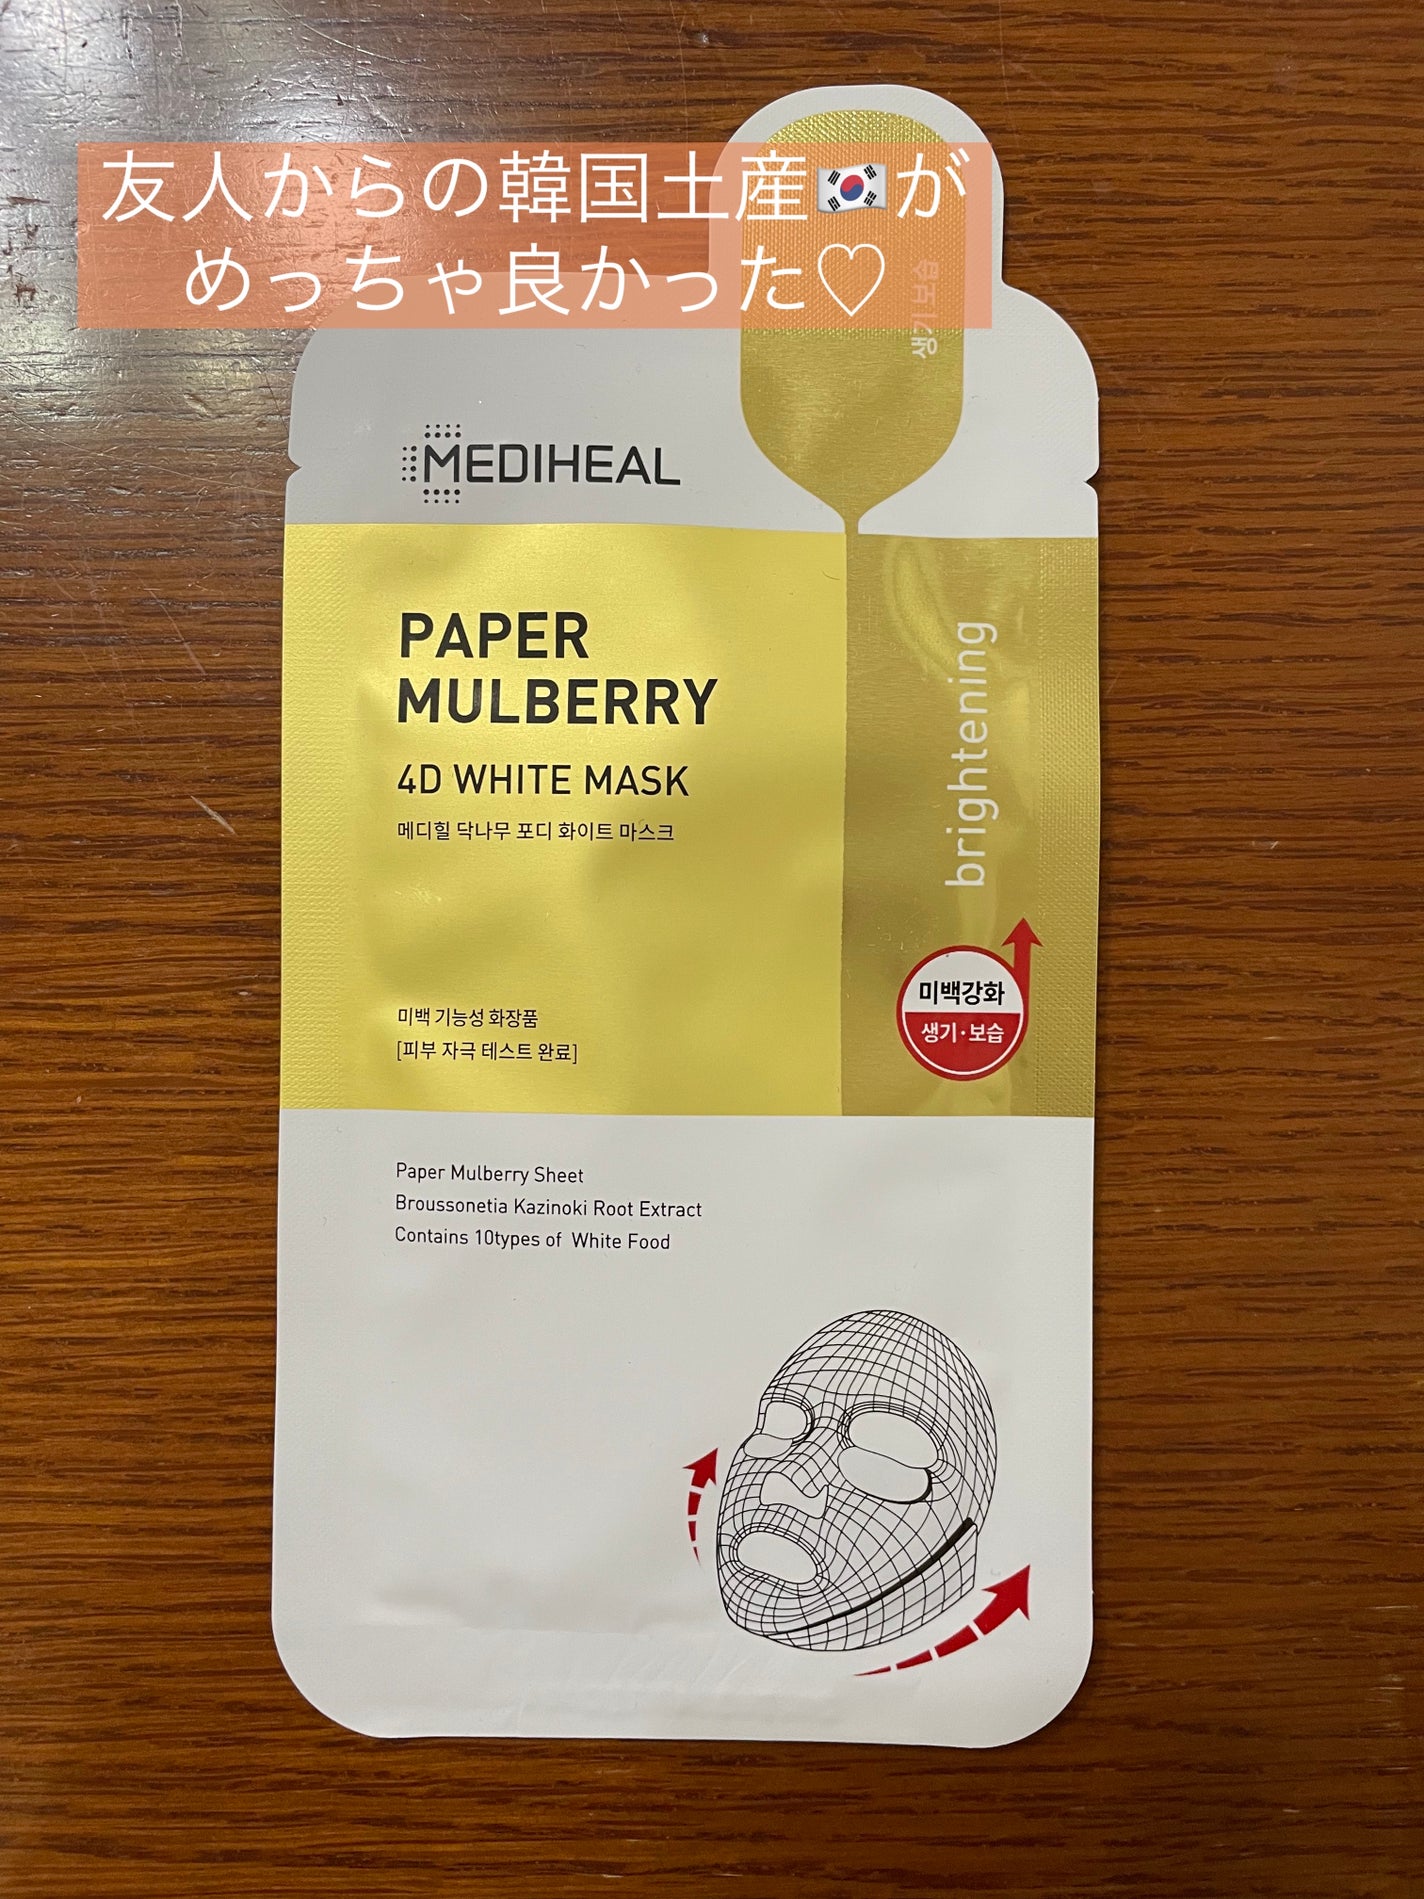 友人からの韓国土産🇰🇷が
めっちゃ良かった♡
생기 보습
MEDIHEAL
PAPER
MULBERRY
4D WHITE MASK
메디힐 닥나무 포디 화이트 마스크
brightening
미백강화
생기·보습
미백 기능성 화장품
[피부 자극 테스트 완료]
Paper Mulberry Sheet
Broussonetia Kazinoki Root Extract
Contains 10types of White Food